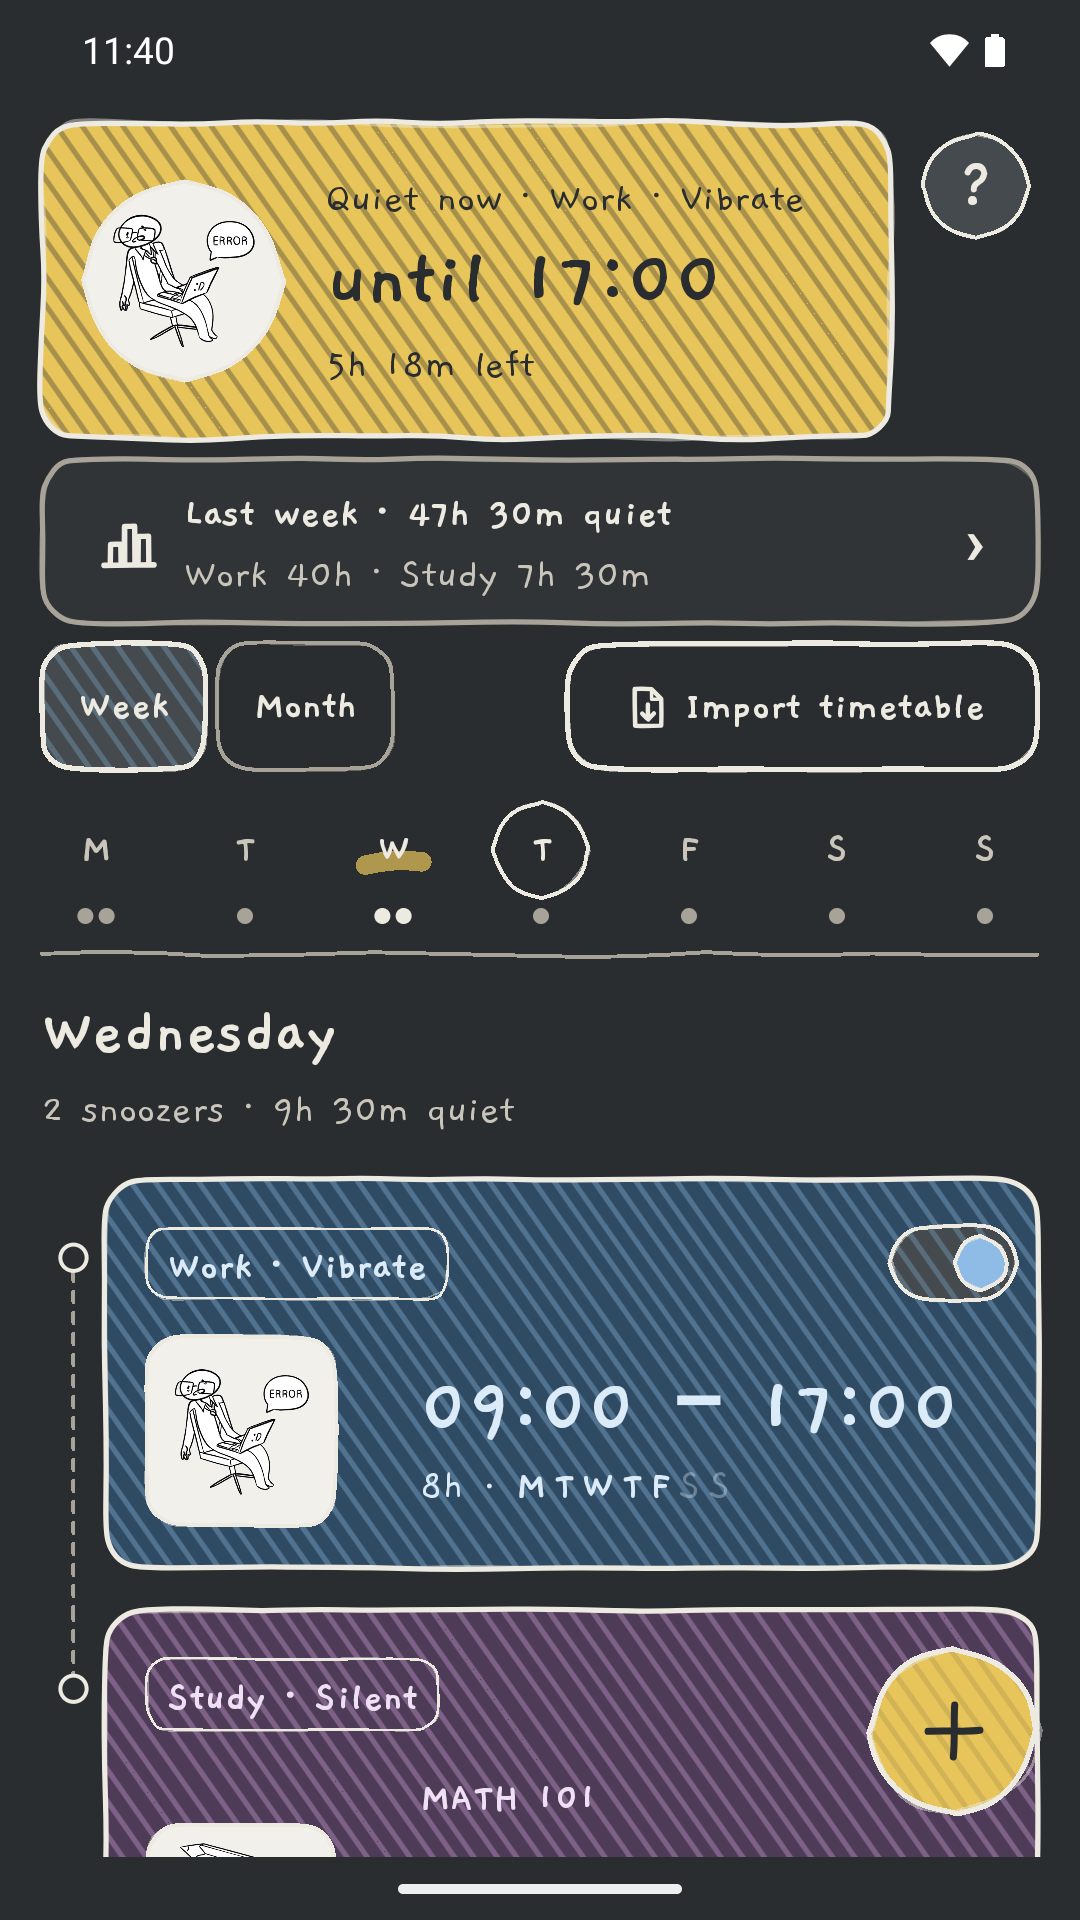 11:40
Quiet now · Work · Vibrate
until 17:00
5h 18m left
?
ERROR
:D
Last week · 47h 30m quiet
Work 40h · Study 7h 30m
Week
Month
Import timetable
M T W T F S S
Wednesday
2 snoozers · 9h 30m quiet
Work · Vibrate
ERROR
:D
09:00 – 17:00
8h · M T W T F S S
Study · Silent
MATH 101